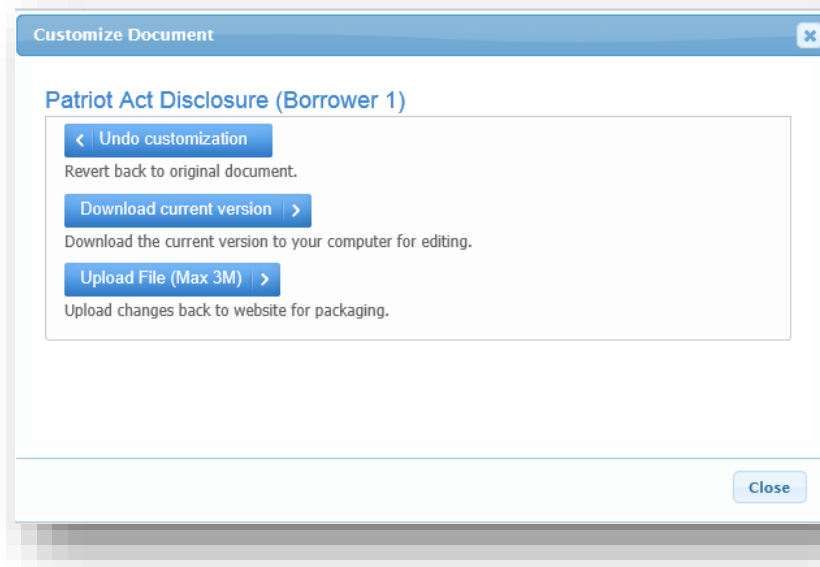 Customize Document
Patriot Act Disclosure (Borrower 1)
Undo customization
Revert back to original document.
Download current version
Download the current version to your computer for editing.
Upload File (Max 3M)
Upload changes back to website for packaging.
Close